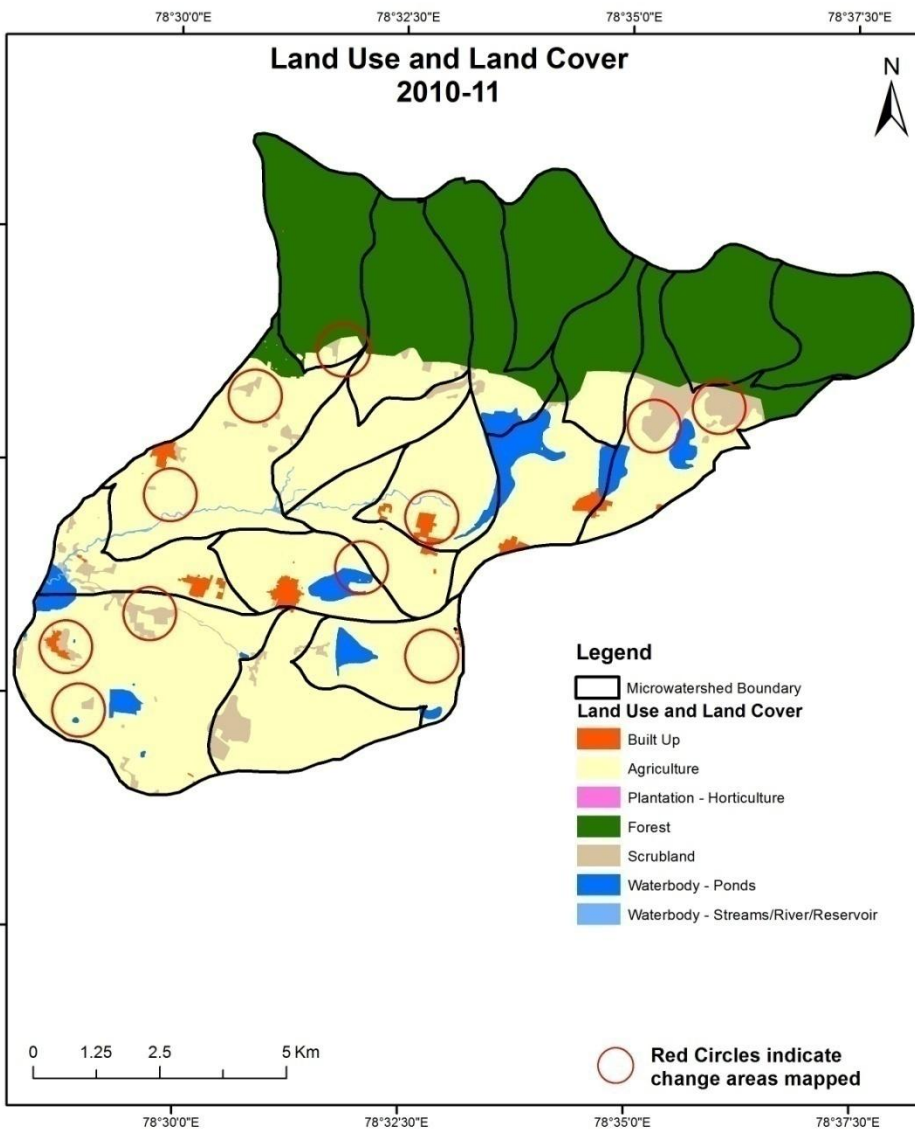 78°30'0"E 78°32'30"E 78°35'0"E 78°37'30"E
Land Use and Land Cover
2010-11
N
Legend
Microwatershed Boundary
Land Use and Land Cover
Built Up
Agriculture
Plantation - Horticulture
Forest
Scrubland
Waterbody - Ponds
Waterbody - Streams/River/Reservoir
0 1.25 2.5 5 Km
Red Circles indicate
change areas mapped
78°30'0"E 78°32'30"E 78°35'0"E 78°37'30"E